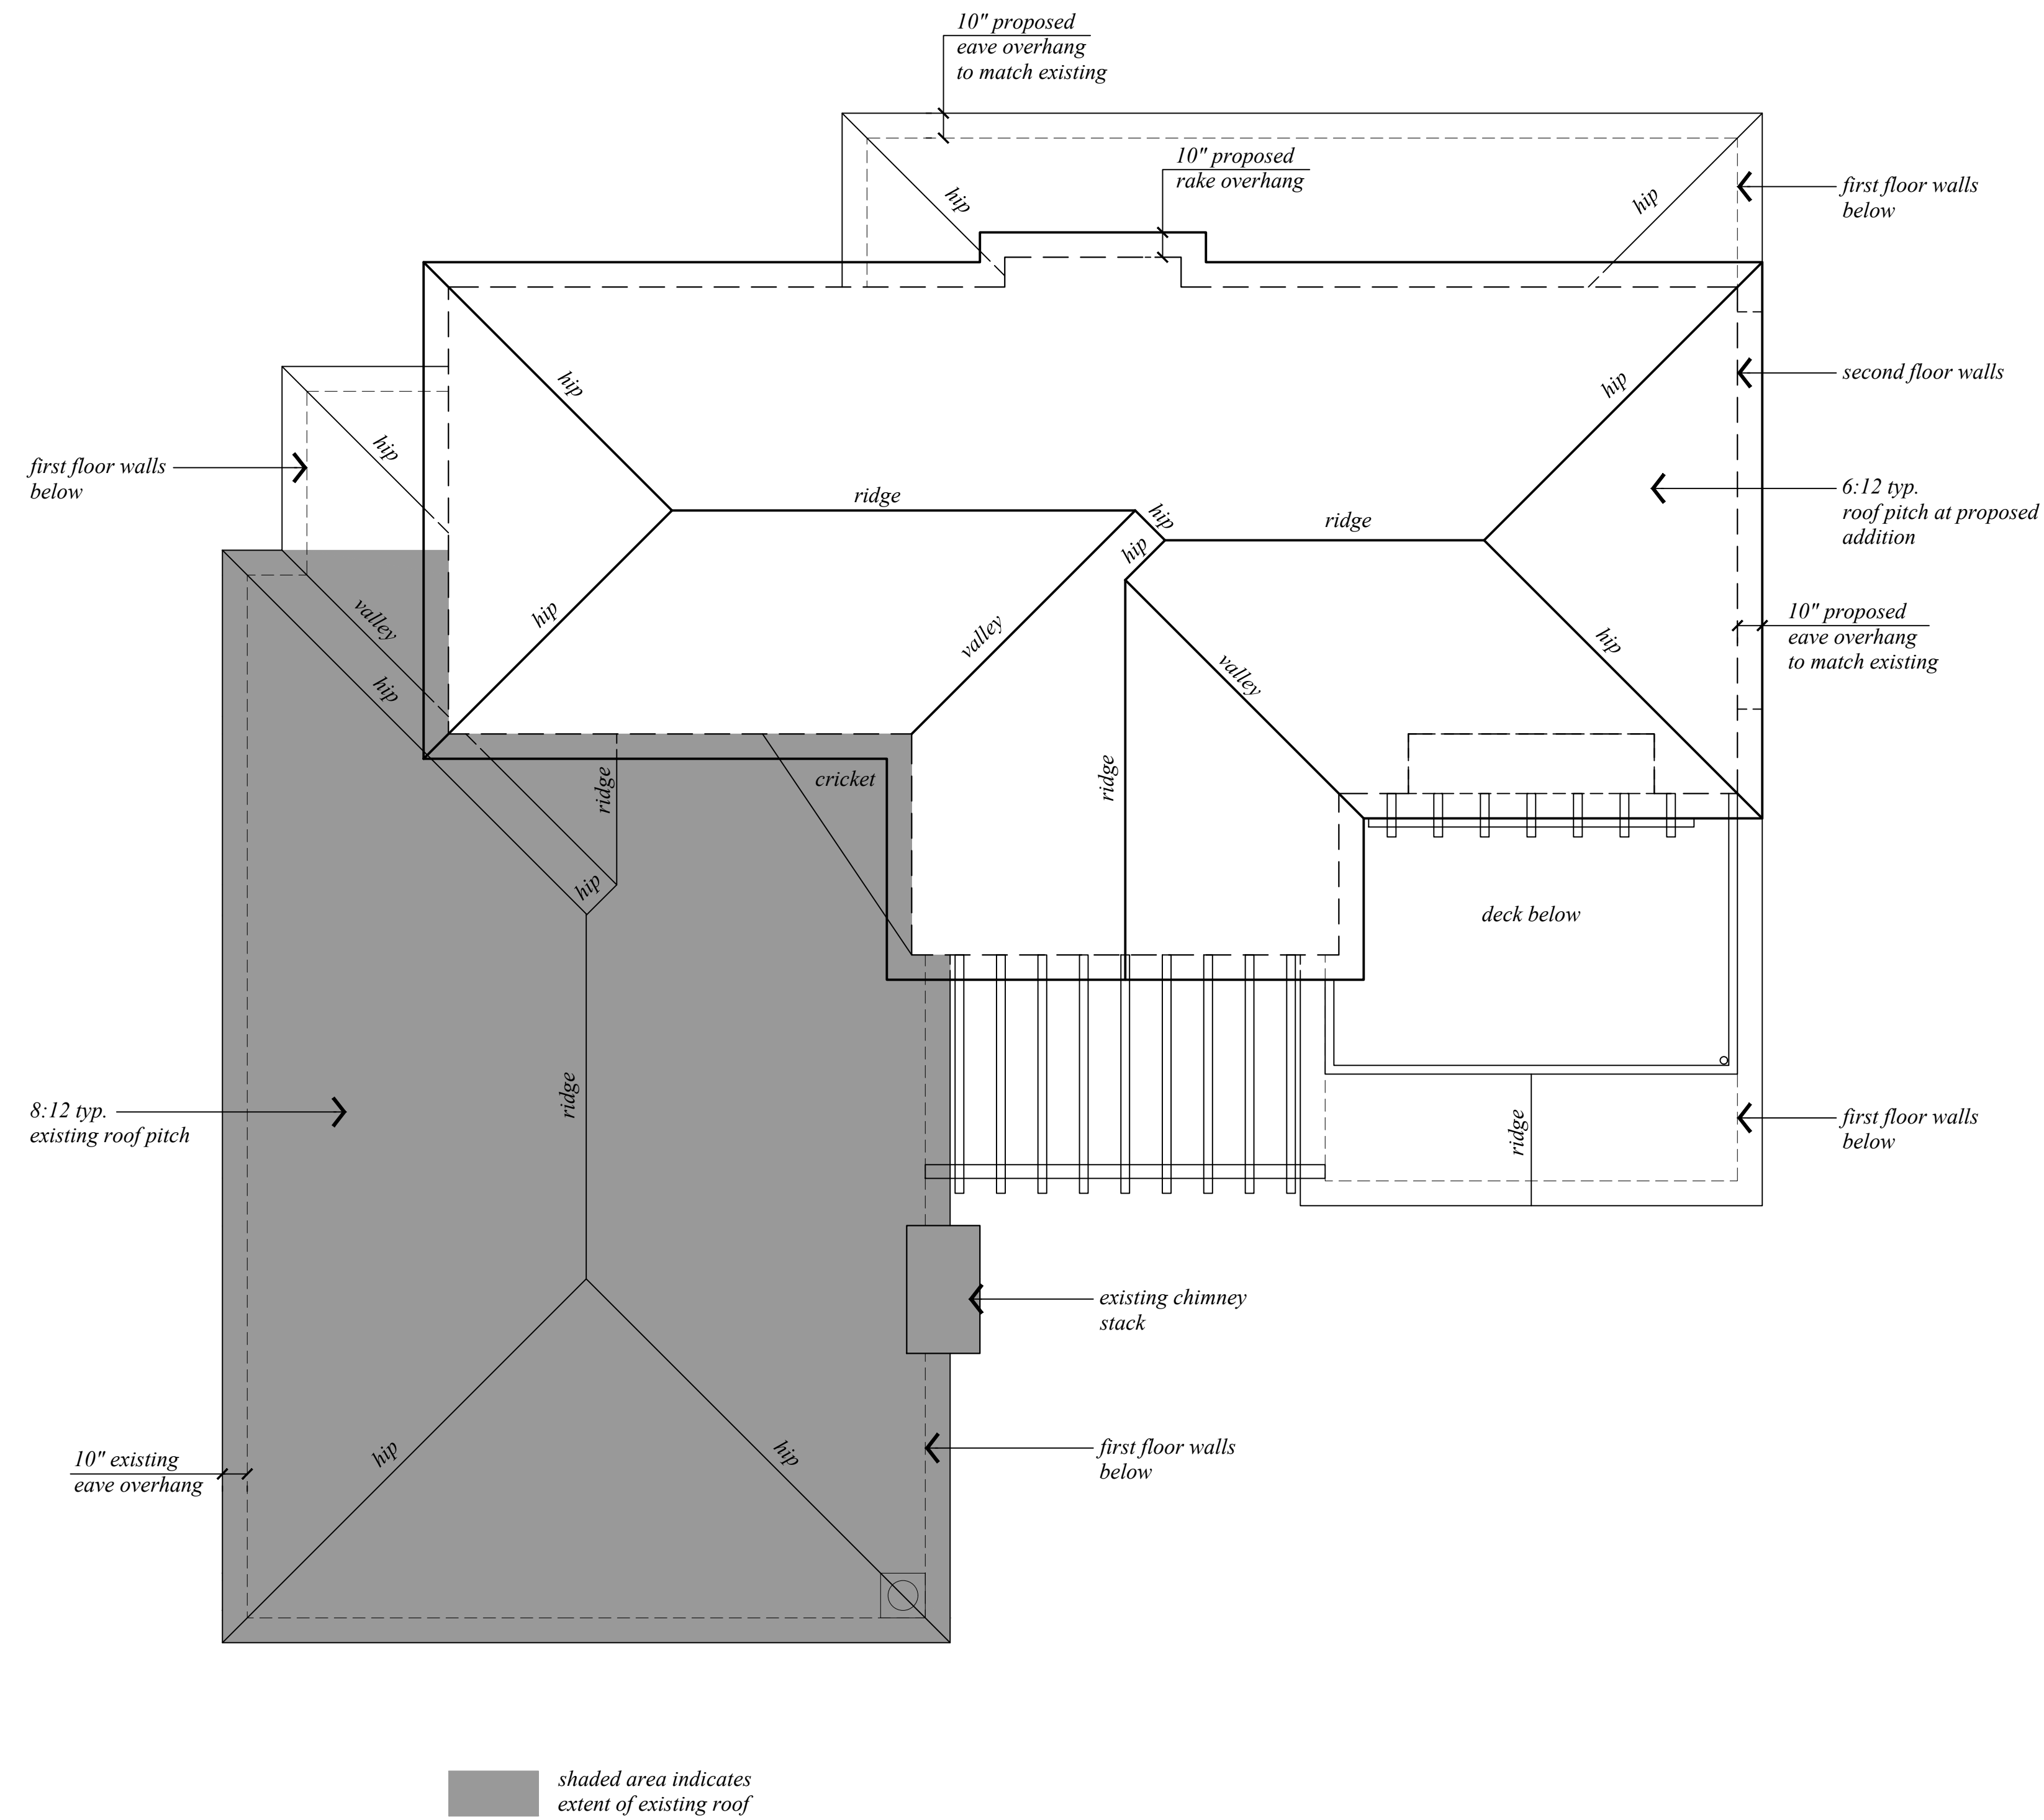 10" proposed
eave overhang
to match existing
10" proposed
rake overhang
first floor walls
below
hip
hip
second floor walls
hip
hip
hip
first floor walls
below
6:12 typ.
roof pitch at proposed
addition
ridge
hip
ridge
hip
10" proposed
eave overhang
to match existing
valley
hip
valley
hip
valley
hip
ridge
cricket
ridge
hip
deck below
ridge
8:12 typ.
existing roof pitch
ridge
first floor walls
below
existing chimney
stack
10" existing
eave overhang
hip
hip
first floor walls
below
shaded area indicates
extent of existing roof